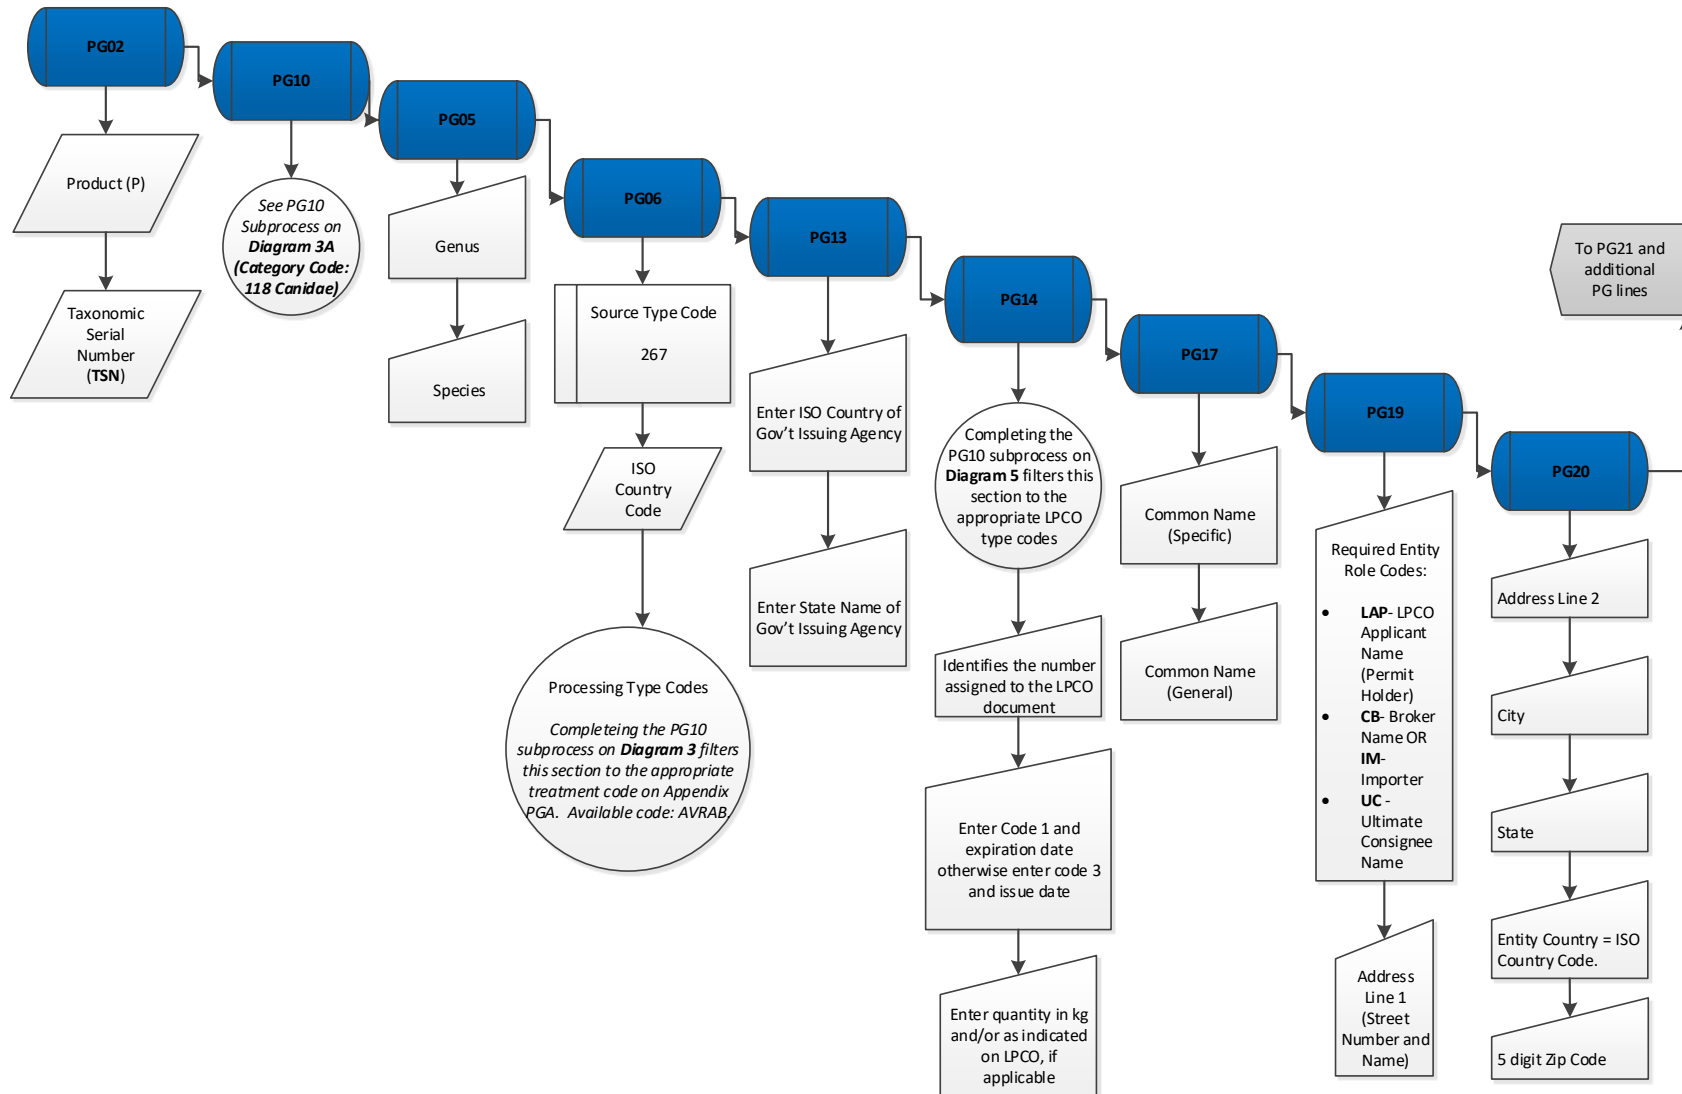 PG02
Product (P)
Taxonomic
Serial
Number
(TSN)
PG10
See PG10
Subprocess on
Diagram 3A
(Category Code:
118 Canidae)
PG05
Genus
Species
PG06
Source Type Code
267
ISO
Country
Code
Processing Type Codes
Completeing the PG10
subprocess on Diagram 3 filters
this section to the appropriate
treatment code on Appendix
PGA.  Available code: AVRAB.
PG13
Enter ISO Country of
Gov't Issuing Agency
Enter State Name of
Gov't Issuing Agency
PG14
Completing the
PG10 subprocess on
Diagram 5 filters this
section to the
appropriate LPCO
type codes
Identifies the number
assigned to the LPCO
document
Enter Code 1 and
expiration date
otherwise enter code 3
and issue date
Enter quantity in kg
and/or as indicated
on LPCO, if
applicable
PG17
Common Name
(Specific)
Common Name
(General)
PG19
Required Entity
Role Codes:
• LAP- LPCO
Applicant
Name
(Permit
Holder)
• CB- Broker
Name OR
IM-
Importer
• UC -
Ultimate
Consignee
Name
Address
Line 1
(Street
Number and
Name)
PG20
Address Line 2
City
State
Entity Country = ISO
Country Code.
5 digit Zip Code
To PG21 and
additional
PG lines